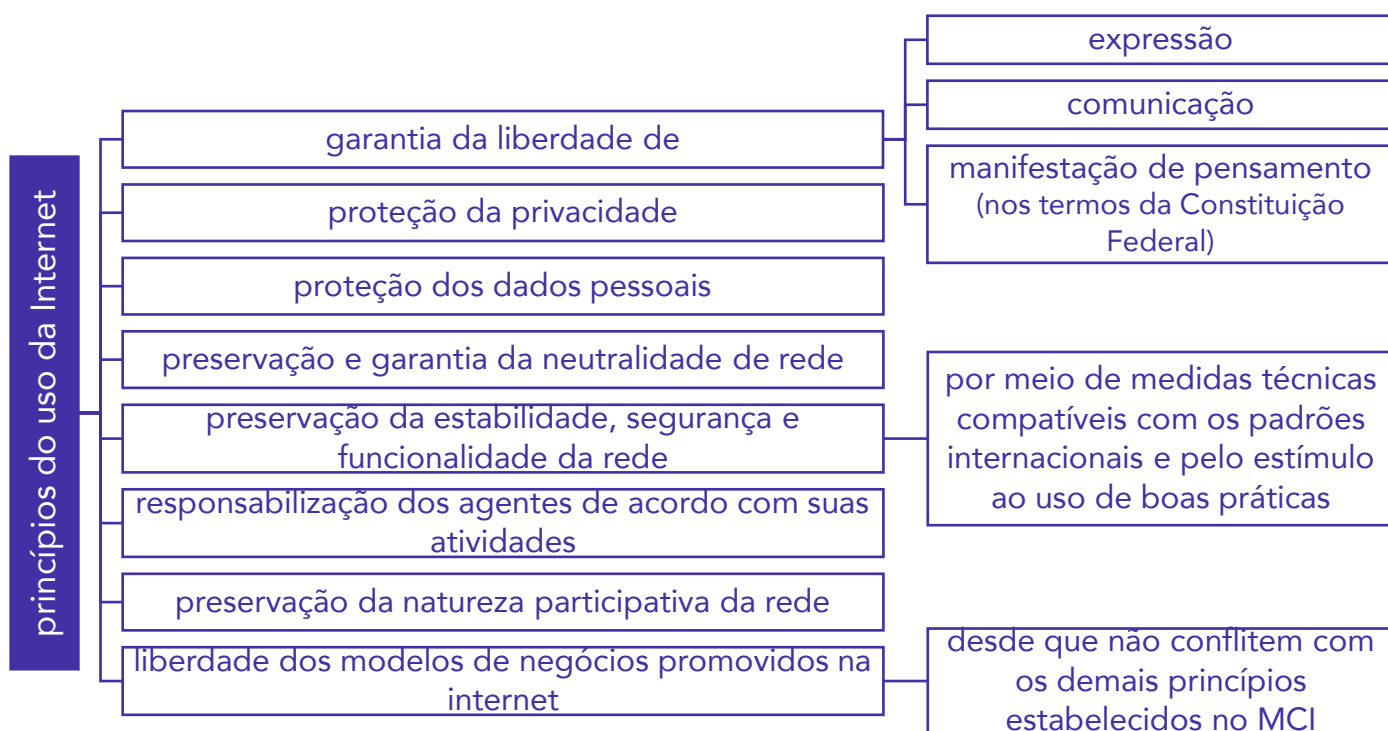 princípios do uso da Internet
garantia da liberdade de
expressão
comunicação
manifestação de pensamento
(nos termos da Constituição
Federal)
proteção da privacidade
proteção dos dados pessoais
preservação e garantia da neutralidade de rede
preservação da estabilidade, segurança e
funcionalidade da rede
por meio de medidas técnicas
compatíveis com os padrões
internacionais e pelo estímulo
ao uso de boas práticas
responsabilização dos agentes de acordo com suas
atividades
preservação da natureza participativa da rede
liberdade dos modelos de negócios promovidos na
internet
desde que não conflitem com
os demais princípios
estabelecidos no MCI